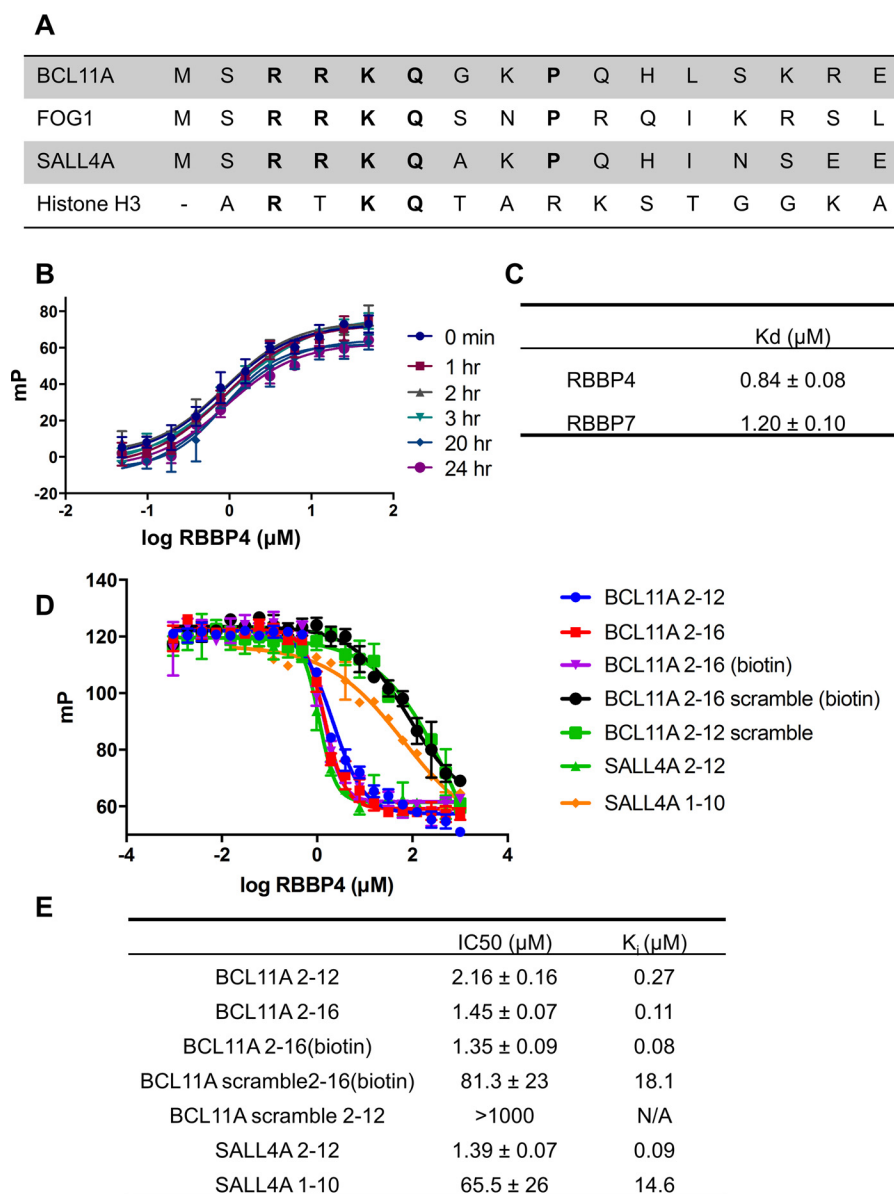 A
BCL11A M S R R K Q G K P Q H L S K R E
FOG1 M S R R K Q S N P R Q I K R S L
SALL4A M S R R K Q A K P Q H I N S E E
Histone H3 - A R T K Q T A R K S T G G K A
B
80
60
40
20
0
-20
mP
-2 -1 0 1 2
log RBBP4 (µM)
0 min
1 hr
2 hr
3 hr
20 hr
24 hr
C
Kd (µM)
RBBP4 0.84 ± 0.08
RBBP7 1.20 ± 0.10
D
140
120
100
80
60
mP
-4 -2 0 2 4
log RBBP4 (µM)
BCL11A 2-12
BCL11A 2-16
BCL11A 2-16 (biotin)
BCL11A 2-16 scramble (biotin)
BCL11A 2-12 scramble
SALL4A 2-12
SALL4A 1-10
E
IC50 (µM) Ki (µM)
BCL11A 2-12 2.16 ± 0.16 0.27
BCL11A 2-16 1.45 ± 0.07 0.11
BCL11A 2-16(biotin) 1.35 ± 0.09 0.08
BCL11A scramble2-16(biotin) 81.3 ± 23 18.1
BCL11A scramble 2-12 >1000 N/A
SALL4A 2-12 1.39 ± 0.07 0.09
SALL4A 1-10 65.5 ± 26 14.6